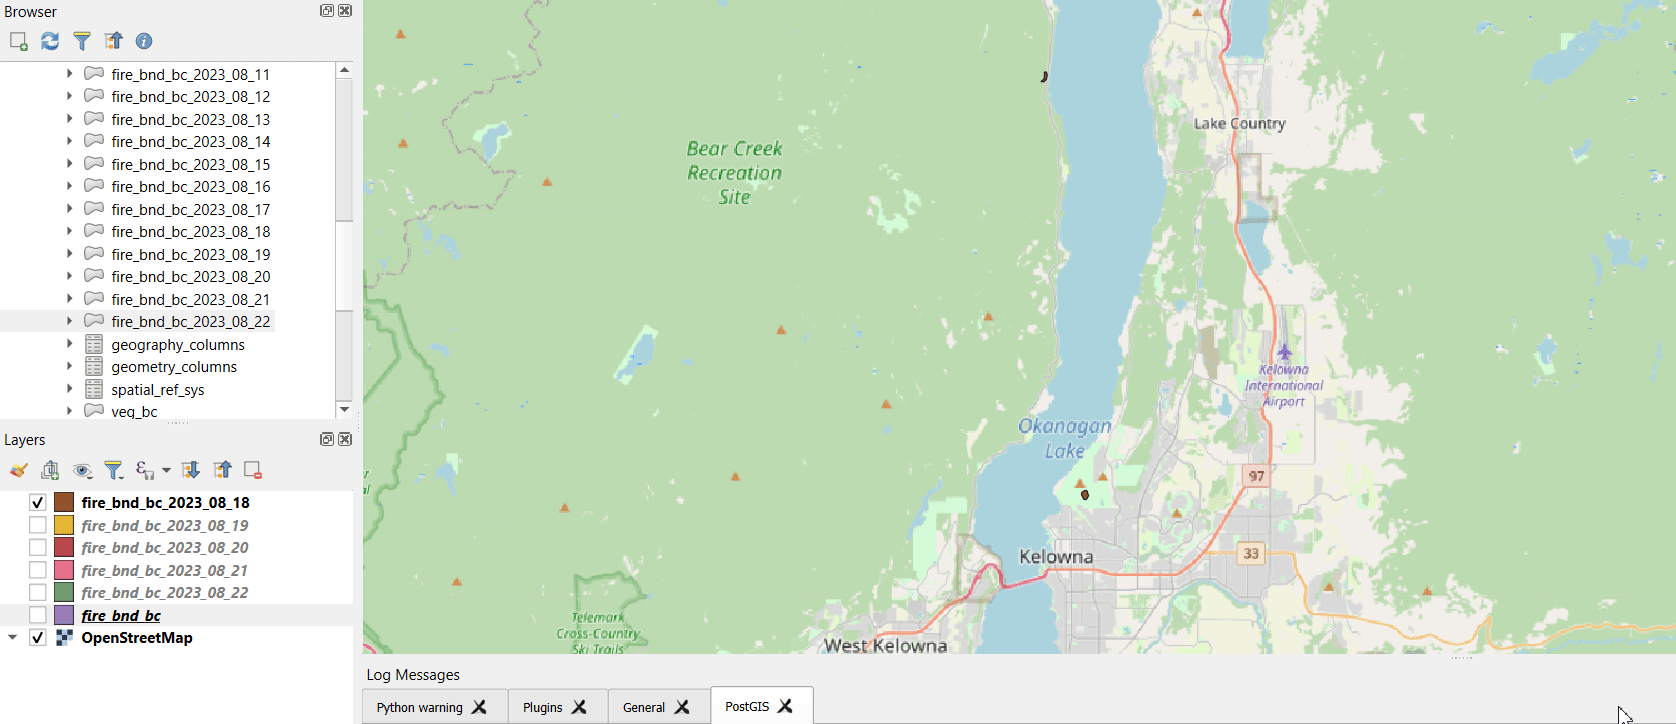 Browser
fire_bnd_bc_2023_08_11
fire_bnd_bc_2023_08_12
fire_bnd_bc_2023_08_13
fire_bnd_bc_2023_08_14
fire_bnd_bc_2023_08_15
fire_bnd_bc_2023_08_16
fire_bnd_bc_2023_08_17
fire_bnd_bc_2023_08_18
fire_bnd_bc_2023_08_19
fire_bnd_bc_2023_08_20
fire_bnd_bc_2023_08_21
fire_bnd_bc_2023_08_22
geography_columns
geometry_columns
spatial_ref_sys
veg_bc
Layers
fire_bnd_bc_2023_08_18
fire_bnd_bc_2023_08_19
fire_bnd_bc_2023_08_20
fire_bnd_bc_2023_08_21
fire_bnd_bc_2023_08_22
fire_bnd_bc
OpenStreetMap
Lake Country
Bear Creek
Recreation
Site
Kelowna
International
Airport
Okanagan
Lake
97
33
Kelowna
Telemark
Cross-Country
Ski Trails
West Kelowna
Log Messages
Python warning
Plugins
General
PostGIS